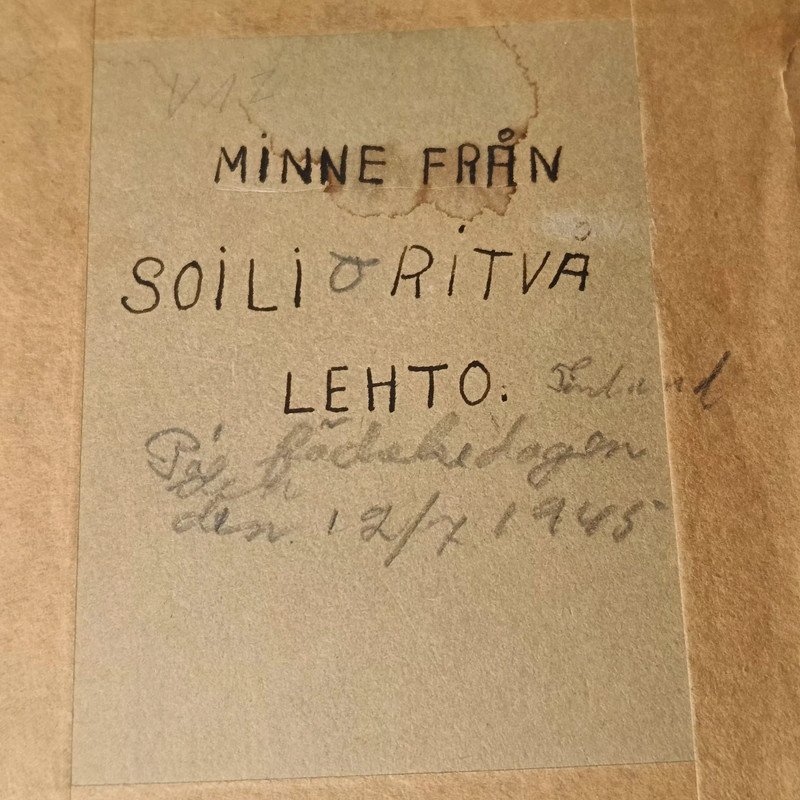 MINNE FRÅN
SOILI O RITVA
LEHTO. Finland
På födelsedagen
den 12/7 1945